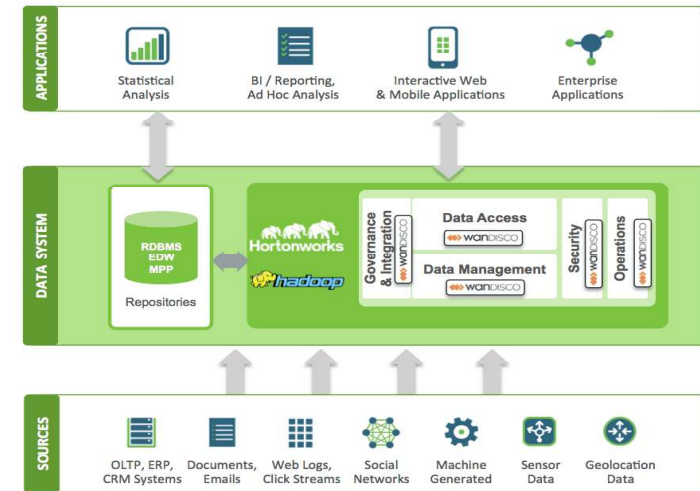 APPLICATIONS
Statistical
Analysis
BI / Reporting,
Ad Hoc Analysis
Interactive Web
& Mobile Applications
Enterprise
Applications
DATA SYSTEM
RDBMS
EDW
MPP
Repositories
Hortonworks
hadoop
Governance
& Integration
WANDISCO
Data Access
WANDISCO
Data Management
WANDISCO
Security
WANDISCO
Operations
WANDISCO
SOURCES
OLTP, ERP,
CRM Systems
Documents,
Emails
Web Logs,
Click Streams
Social
Networks
Machine
Generated
Sensor
Data
Geolocation
Data